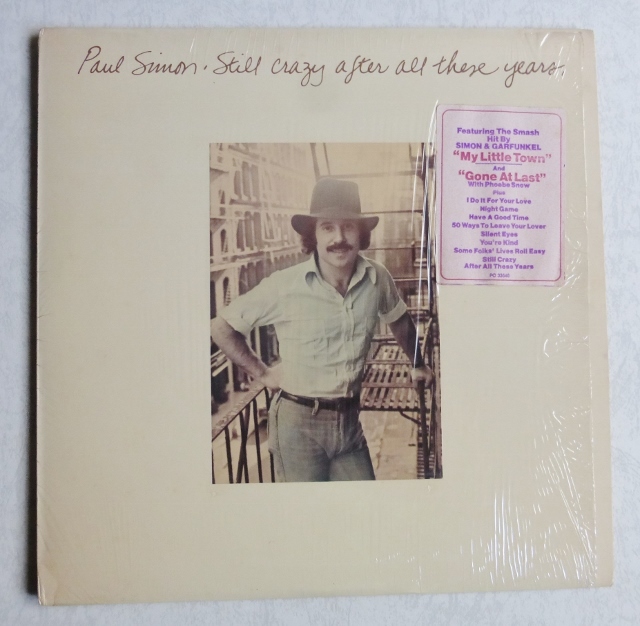 Paul Simon · Still crazy after all these years
Featuring The Smash
Hit By
SIMON & GARFUNKEL
"My Little Town"
And
"Gone At Last"
With Phoebe Snow
Plus
I Do It For Your Love
Night Game
Have A Good Time
50 Ways To Leave Your Lover
Silent Eyes
You're Kind
Some Folks' Lives Roll Easy
Still Crazy
After All These Years